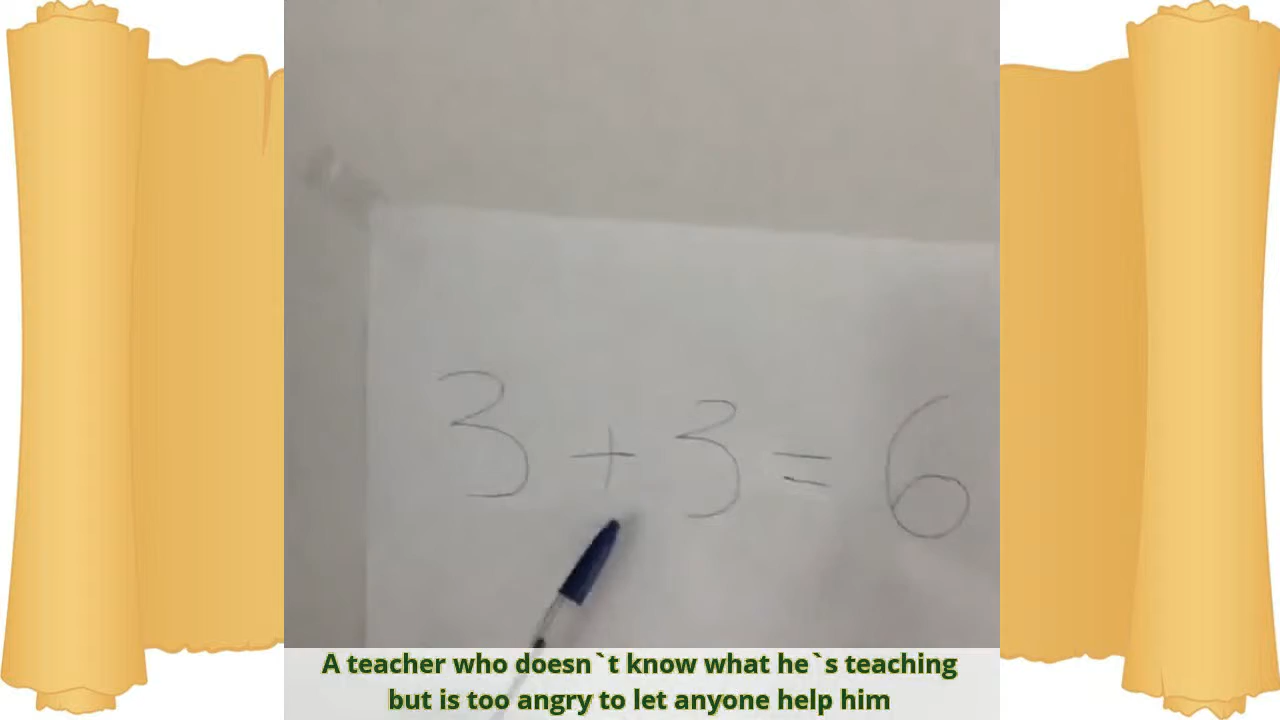 3 + 3 = 6
A teacher who doesn`t know what he`s teaching
but is too angry to let anyone help him